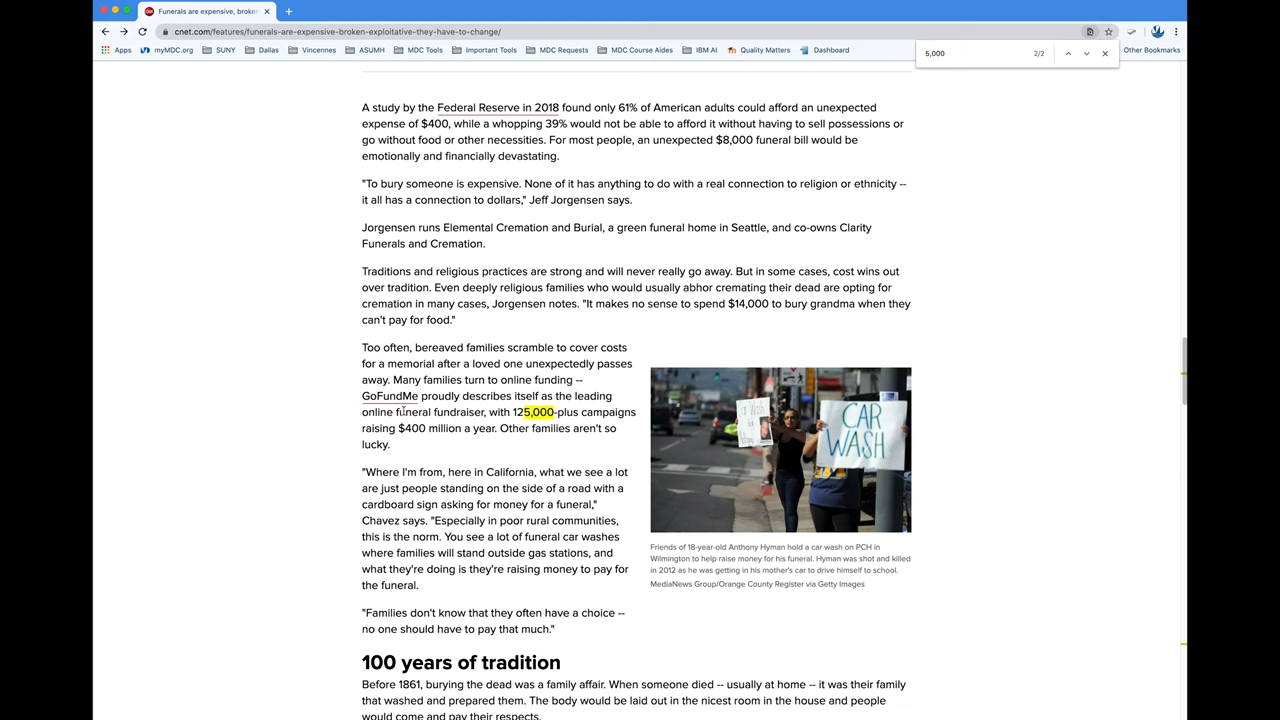 Funerals are expensive, broken
cnet.com/features/funerals-are-expensive-broken-exploitative-they-have-to-change/
Apps myMDC.org SUNY Dallas Vincennes ASUMH MDC Tools Important Tools MDC Requests MDC Course Aides IBM AI Quality Matters Dashboard Other Bookmarks
5,000 2/2
A study by the Federal Reserve in 2018 found only 61% of American adults could afford an unexpected
expense of $400, while a whopping 39% would not be able to afford it without having to sell possessions or
go without food or other necessities. For most people, an unexpected $8,000 funeral bill would be
emotionally and financially devastating.
"To bury someone is expensive. None of it has anything to do with a real connection to religion or ethnicity --
it all has a connection to dollars," Jeff Jorgensen says.
Jorgensen runs Elemental Cremation and Burial, a green funeral home in Seattle, and co-owns Clarity
Funerals and Cremation.
Traditions and religious practices are strong and will never really go away. But in some cases, cost wins out
over tradition. Even deeply religious families who would usually abhor cremating their dead are opting for
cremation in many cases, Jorgensen notes. "It makes no sense to spend $14,000 to bury grandma when they
can't pay for food."
Too often, bereaved families scramble to cover costs
for a memorial after a loved one unexpectedly passes
away. Many families turn to online funding --
GoFundMe proudly describes itself as the leading
online funeral fundraiser, with 125,000-plus campaigns
raising $400 million a year. Other families aren't so
lucky.
"Where I'm from, here in California, what we see a lot
are just people standing on the side of a road with a
cardboard sign asking for money for a funeral,"
Chavez says. "Especially in poor rural communities,
this is the norm. You see a lot of funeral car washes
where families will stand outside gas stations, and
what they're doing is they're raising money to pay for
the funeral.
"Families don't know that they often have a choice --
no one should have to pay that much."
Car Wash
CAR
WASH
Friends of 18-year-old Anthony Hyman hold a car wash on PCH in
Wilmington to help raise money for his funeral. Hyman was shot and killed
in 2012 as he was getting in his mother's car to drive himself to school.
MediaNews Group/Orange County Register via Getty Images
100 years of tradition
Before 1861, burying the dead was a family affair. When someone died -- usually at home -- it was their family
that washed and prepared them. The body would be laid out in the nicest room in the house and people
would come and pay their respects.